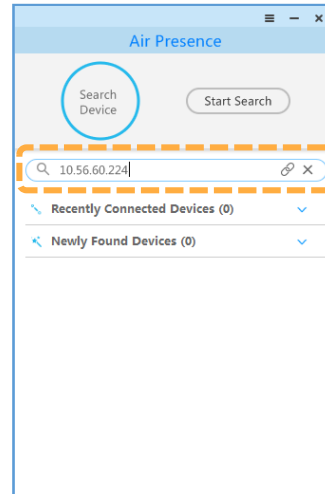 Air Presence
Search
Device
Start Search
10.56.60.224
Recently Connected Devices (0)
Newly Found Devices (0)